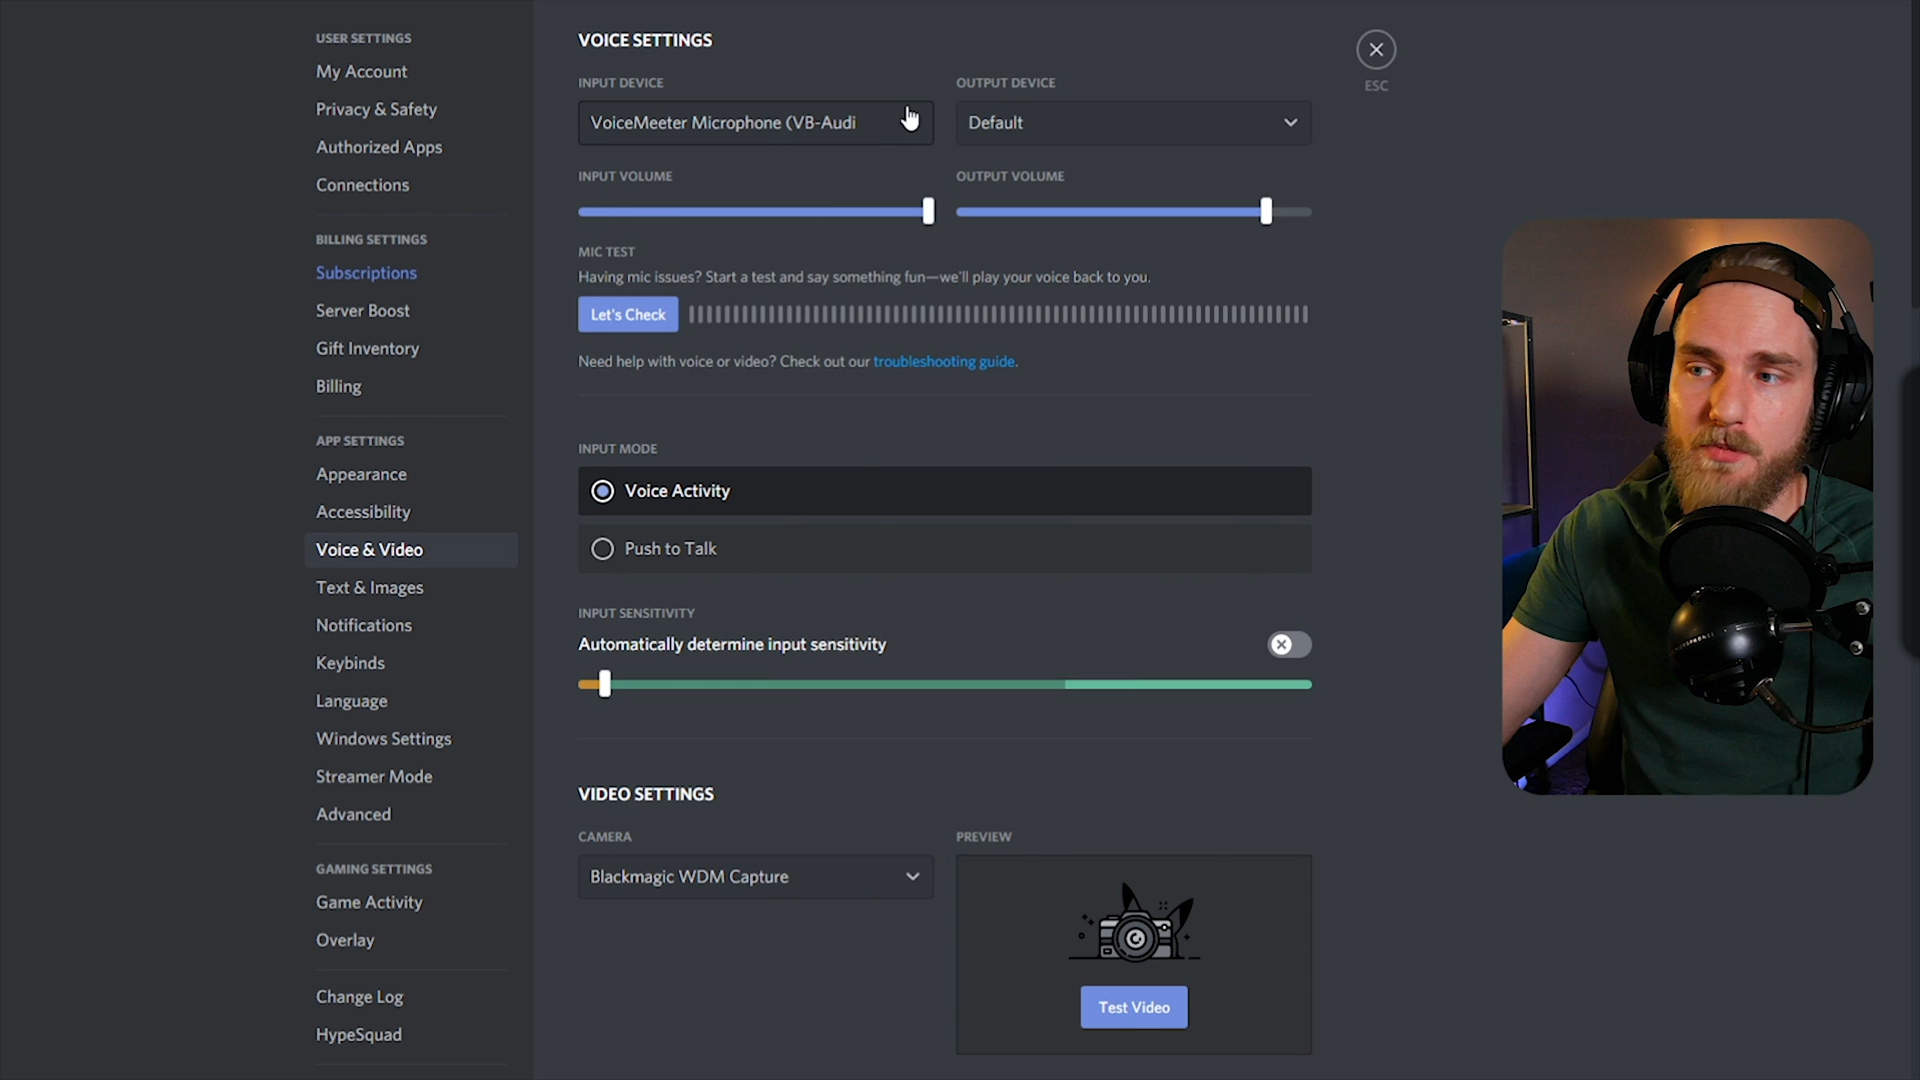 USER SETTINGS
My Account
Privacy & Safety
Authorized Apps
Connections
BILLING SETTINGS
Subscriptions
Server Boost
Gift Inventory
Billing
APP SETTINGS
Appearance
Accessibility
Voice & Video
Text & Images
Notifications
Keybinds
Language
Windows Settings
Streamer Mode
Advanced
GAMING SETTINGS
Game Activity
Overlay
Change Log
HypeSquad
VOICE SETTINGS
INPUT DEVICE
VoiceMeeter Microphone (VB-Audi
OUTPUT DEVICE
Default
INPUT VOLUME
OUTPUT VOLUME
MIC TEST
Having mic issues? Start a test and say something fun—we'll play your voice back to you.
Let's Check
Need help with voice or video? Check out our troubleshooting guide.
INPUT MODE
Voice Activity
Push to Talk
INPUT SENSITIVITY
Automatically determine input sensitivity
VIDEO SETTINGS
CAMERA
Blackmagic WDM Capture
PREVIEW
Test Video
ESC